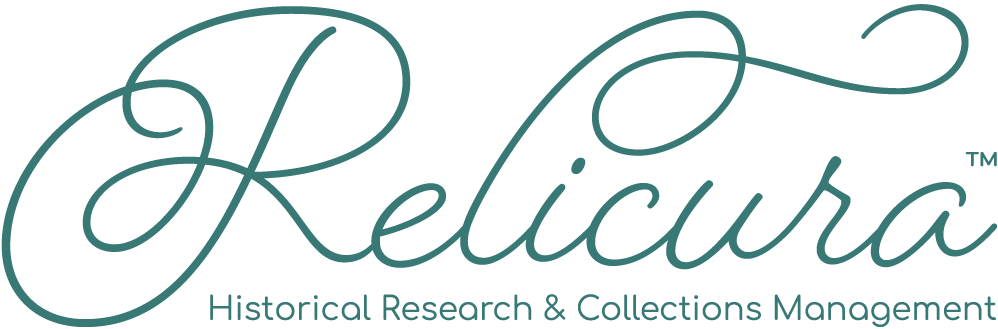 Relicura™
Historical Research & Collections Management